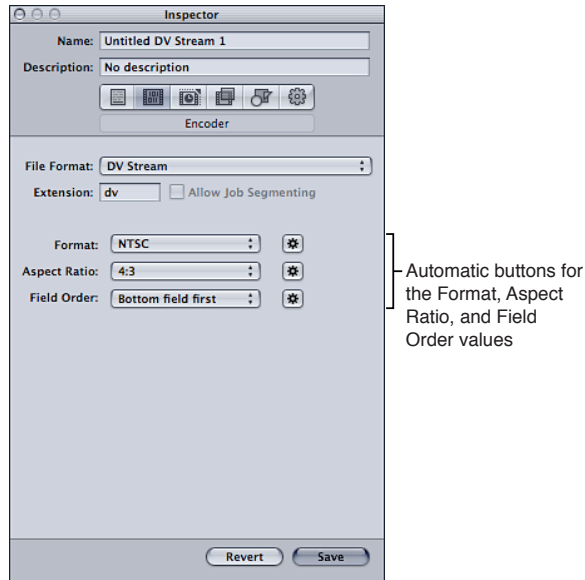 Inspector
Name: Untitled DV Stream 1
Description: No description
Encoder
File Format: DV Stream
Extension: dv Allow Job Segmenting
Format: NTSC
Aspect Ratio: 4:3
Field Order: Bottom field first
Automatic buttons for
the Format, Aspect
Ratio, and Field
Order values
Revert Save